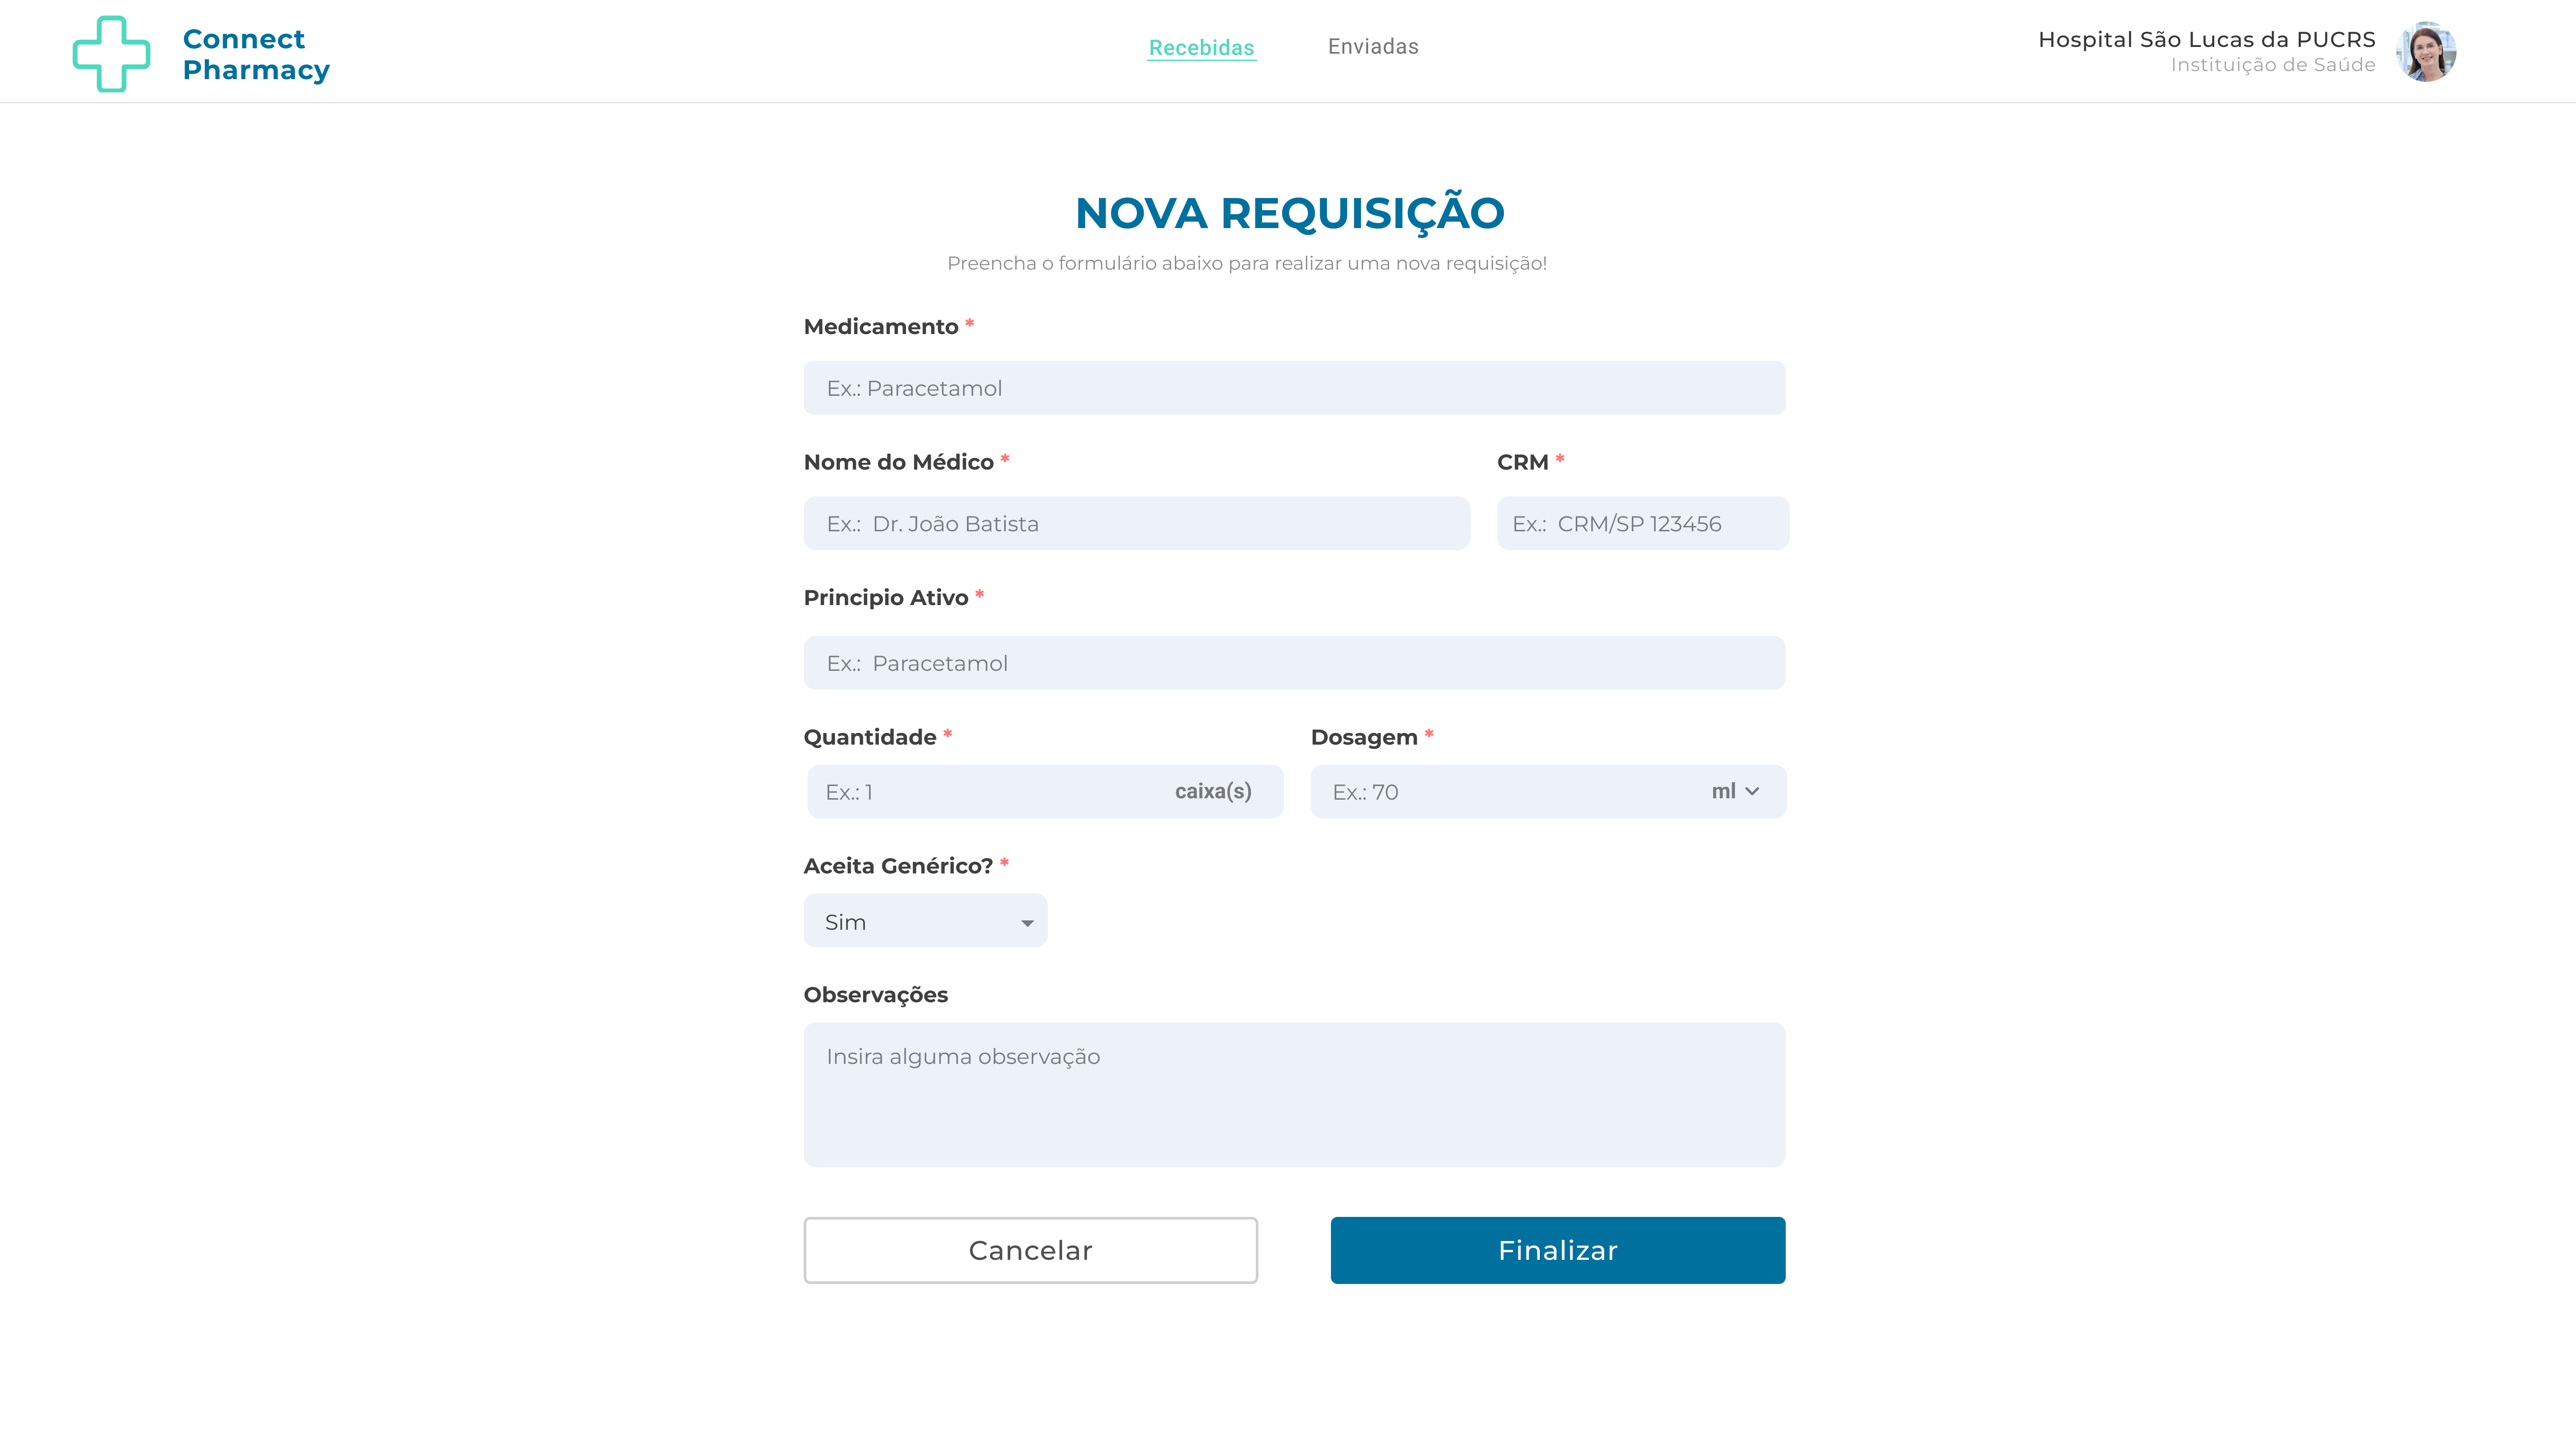 Connect
Pharmacy
Recebidas
Enviadas
Hospital São Lucas da PUCRS
Instituição de Saúde
NOVA REQUISIÇÃO
Preencha o formulário abaixo para realizar uma nova requisição!
Medicamento *
Ex.: Paracetamol
Nome do Médico *
CRM *
Ex.: Dr. João Batista
Ex.: CRM/SP 123456
Principio Ativo *
Ex.: Paracetamol
Quantidade *
Dosagem *
Ex.: 1
caixa(s)
Ex.: 70
ml
Aceita Genérico? *
Sim
Observações
Insira alguma observação
Cancelar
Finalizar